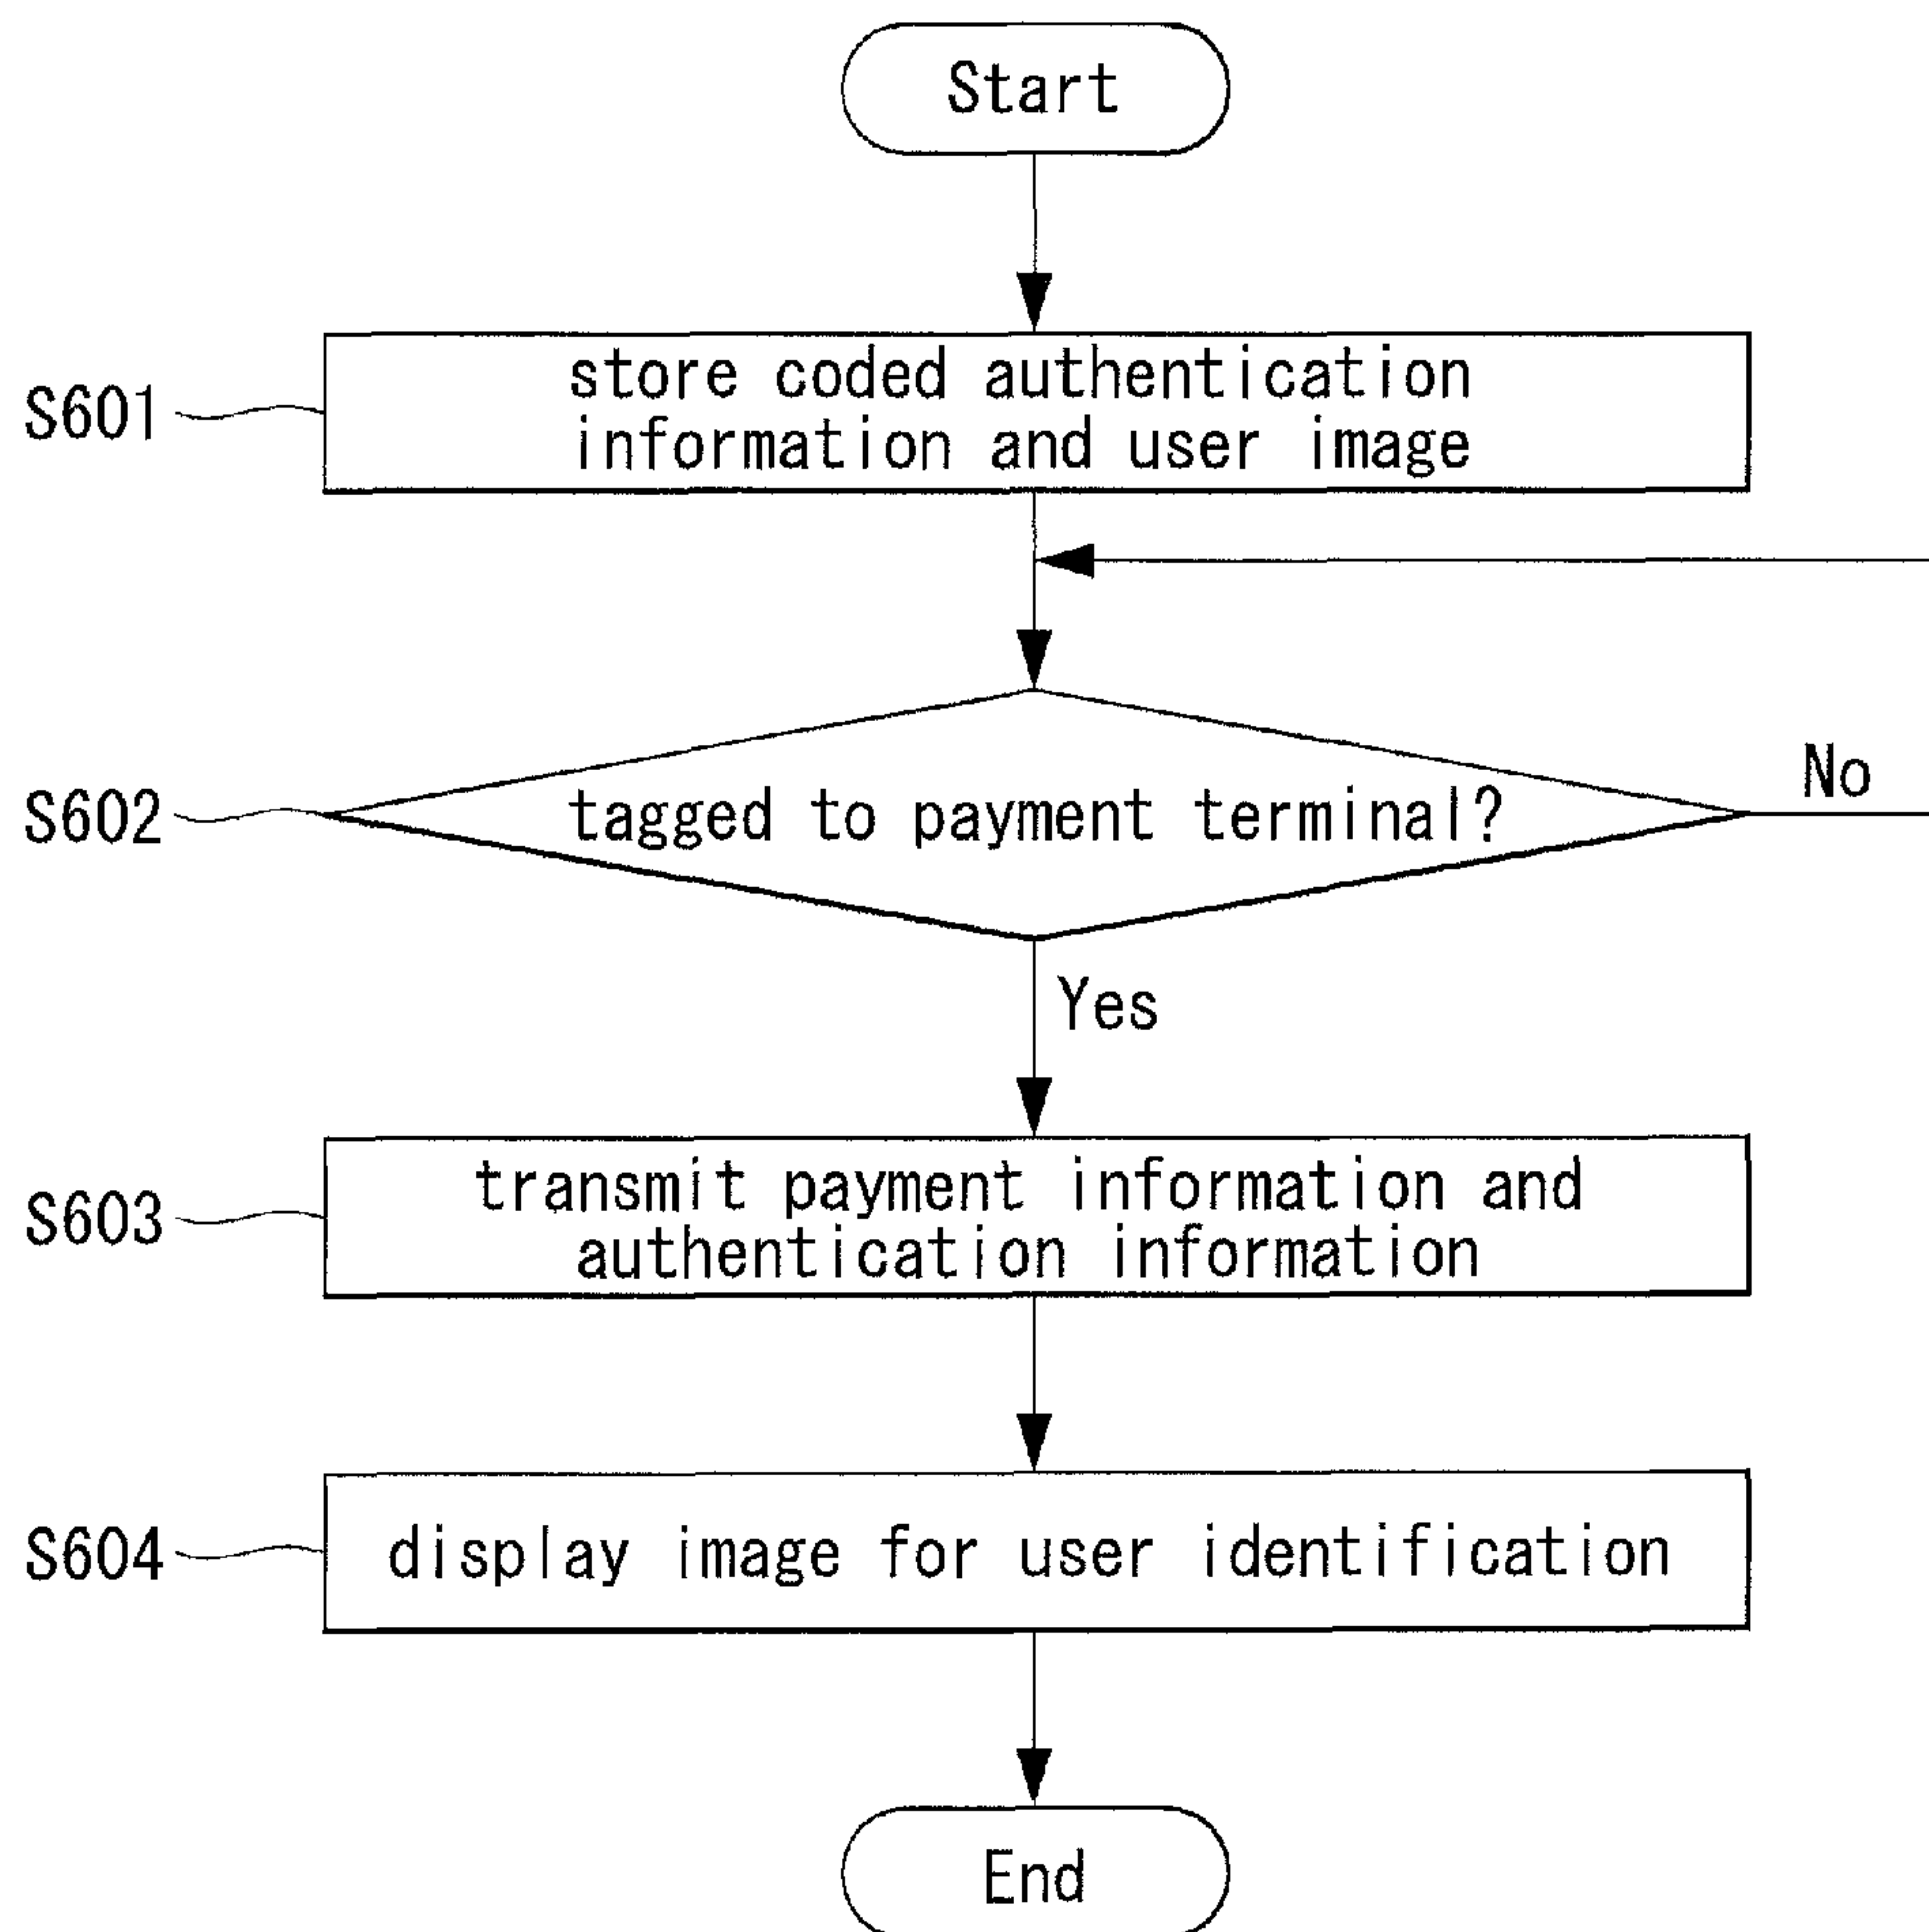 Start
S601
store coded authentication
information and user image
S602
tagged to payment terminal?
No
Yes
S603
transmit payment information and
authentication information
S604
display image for user identification
End